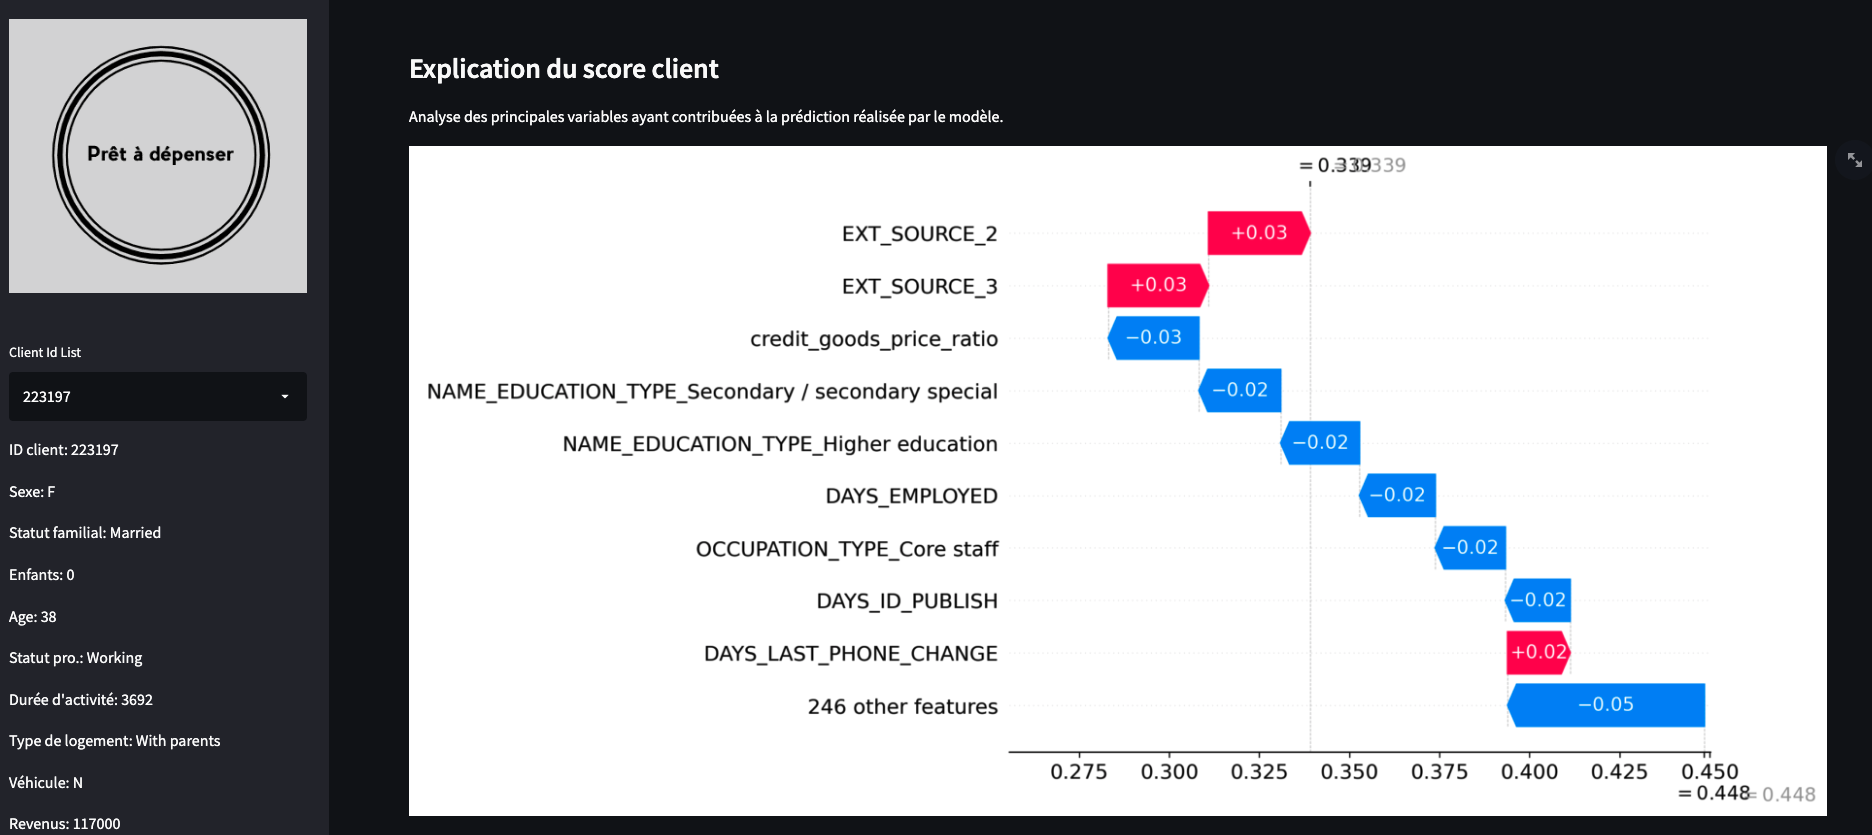 Prêt à dépenser
Client Id List
223197
ID client: 223197
Sexe: F
Statut familial: Married
Enfants: 0
Age: 38
Statut pro.: Working
Durée d'activité: 3692
Type de logement: With parents
Véhicule: N
Revenus: 117000
Explication du score client
Analyse des principales variables ayant contribuées à la prédiction réalisée par le modèle.
= 0.339 = 0.339
EXT_SOURCE_2 +0.03
EXT_SOURCE_3 +0.03
credit_goods_price_ratio −0.03
NAME_EDUCATION_TYPE_Secondary / secondary special −0.02
NAME_EDUCATION_TYPE_Higher education −0.02
DAYS_EMPLOYED −0.02
OCCUPATION_TYPE_Core staff −0.02
DAYS_ID_PUBLISH −0.02
DAYS_LAST_PHONE_CHANGE +0.02
246 other features −0.05
0.275 0.300 0.325 0.350 0.375 0.400 0.425 0.450
= 0.448 = 0.448